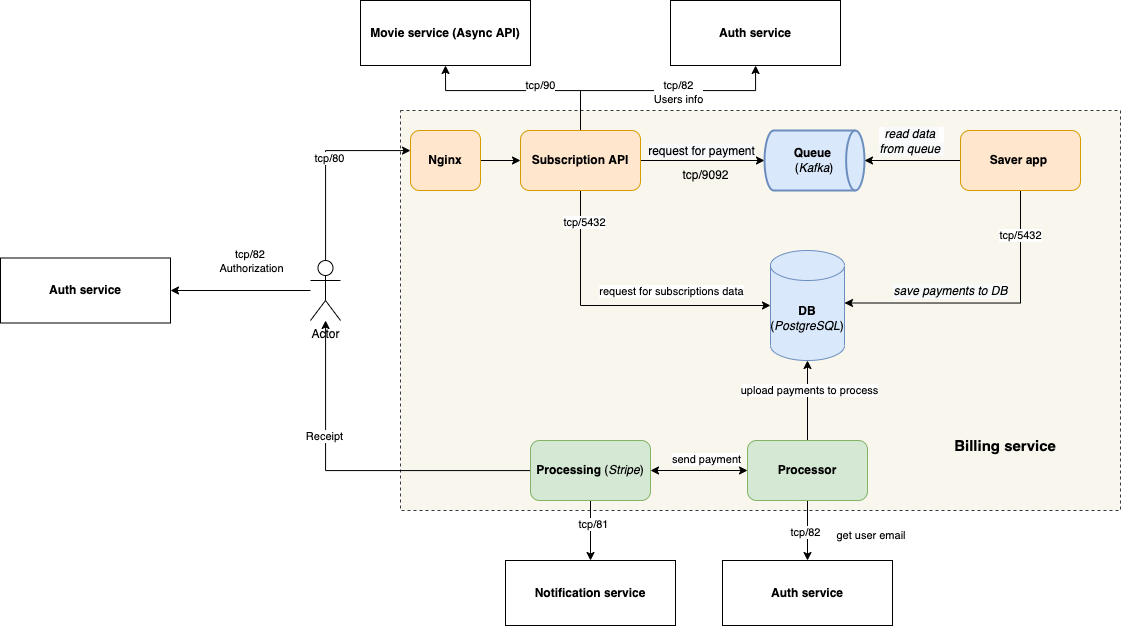 Movie service (Async API)
Auth service
tcp/90
tcp/82
Users info
tcp/80
Nginx
Subscription API
request for payment
tcp/9092
Queue
(Kafka)
read data
from queue
Saver app
tcp/5432
tcp/5432
tcp/82
Authorization
Auth service
Actor
request for subscriptions data
DB
(PostgreSQL)
save payments to DB
upload payments to process
Receipt
Billing service
Processing (Stripe)
send payment
Processor
tcp/81
tcp/82
get user email
Notification service
Auth service